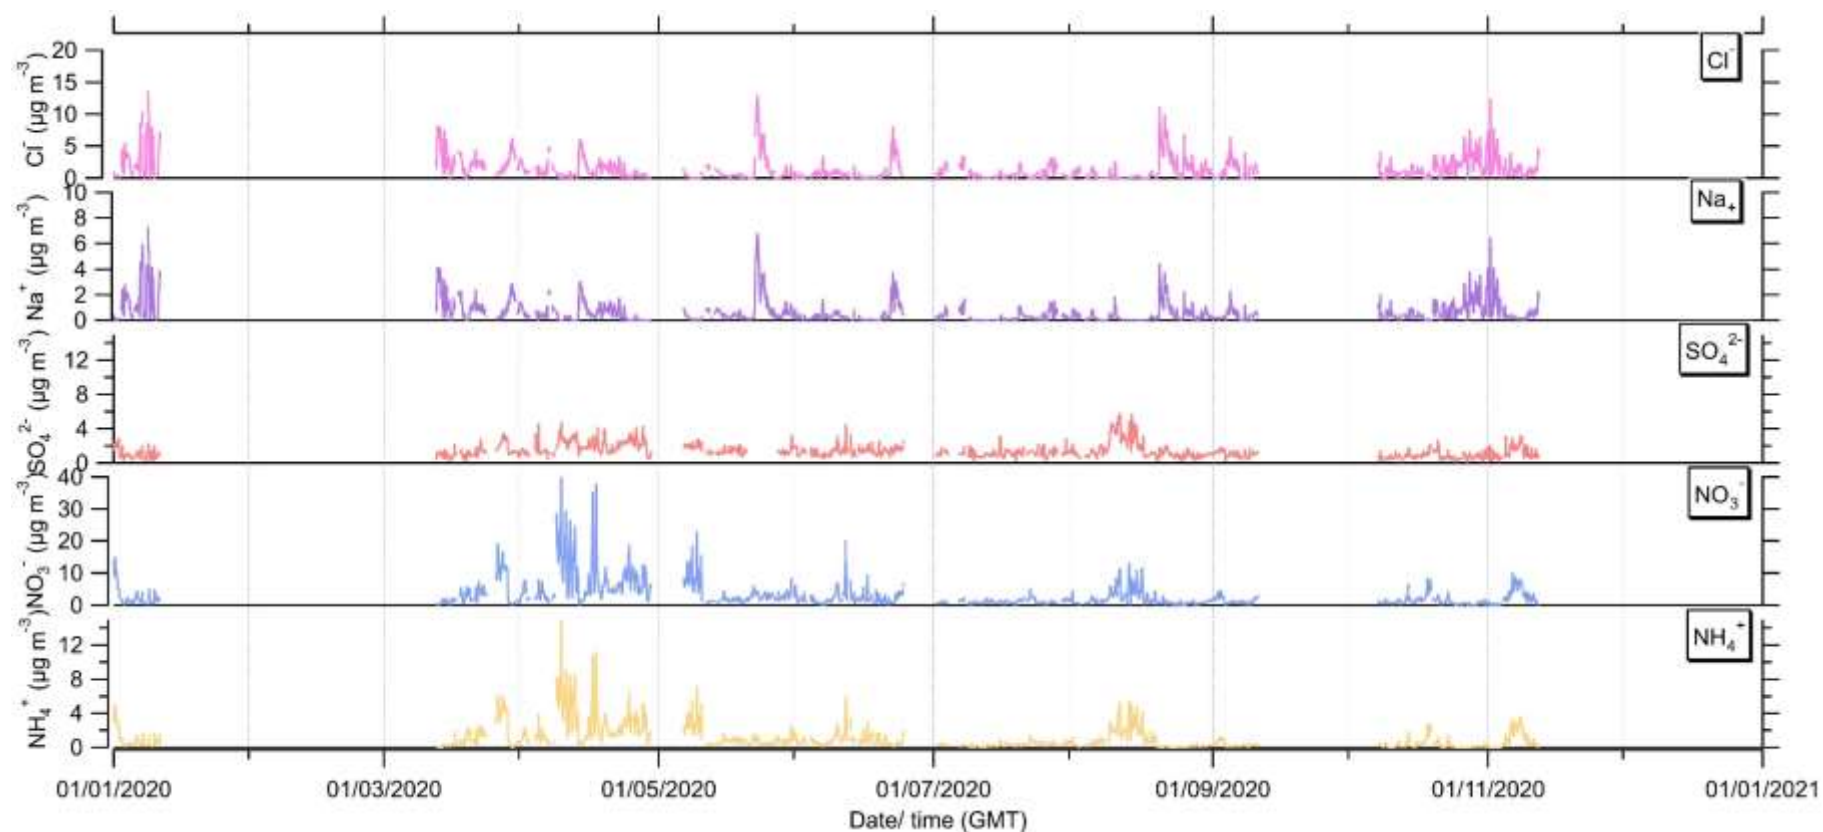 20
15
10
5
0
Cl⁻ (µg m⁻³)
Cl⁻
10
8
6
4
2
0
Na⁺ (µg m⁻³)
Na₊
12
8
4
0
SO₄²⁻ (µg m⁻³)
SO₄²⁻
40
30
20
10
0
NO₃⁻ (µg m⁻³)
NO₃⁻
12
8
4
0
NH₄⁺ (µg m⁻³)
NH₄⁺
01/01/2020 01/03/2020 01/05/2020 01/07/2020 01/09/2020 01/11/2020 01/01/2021
Date/ time (GMT)